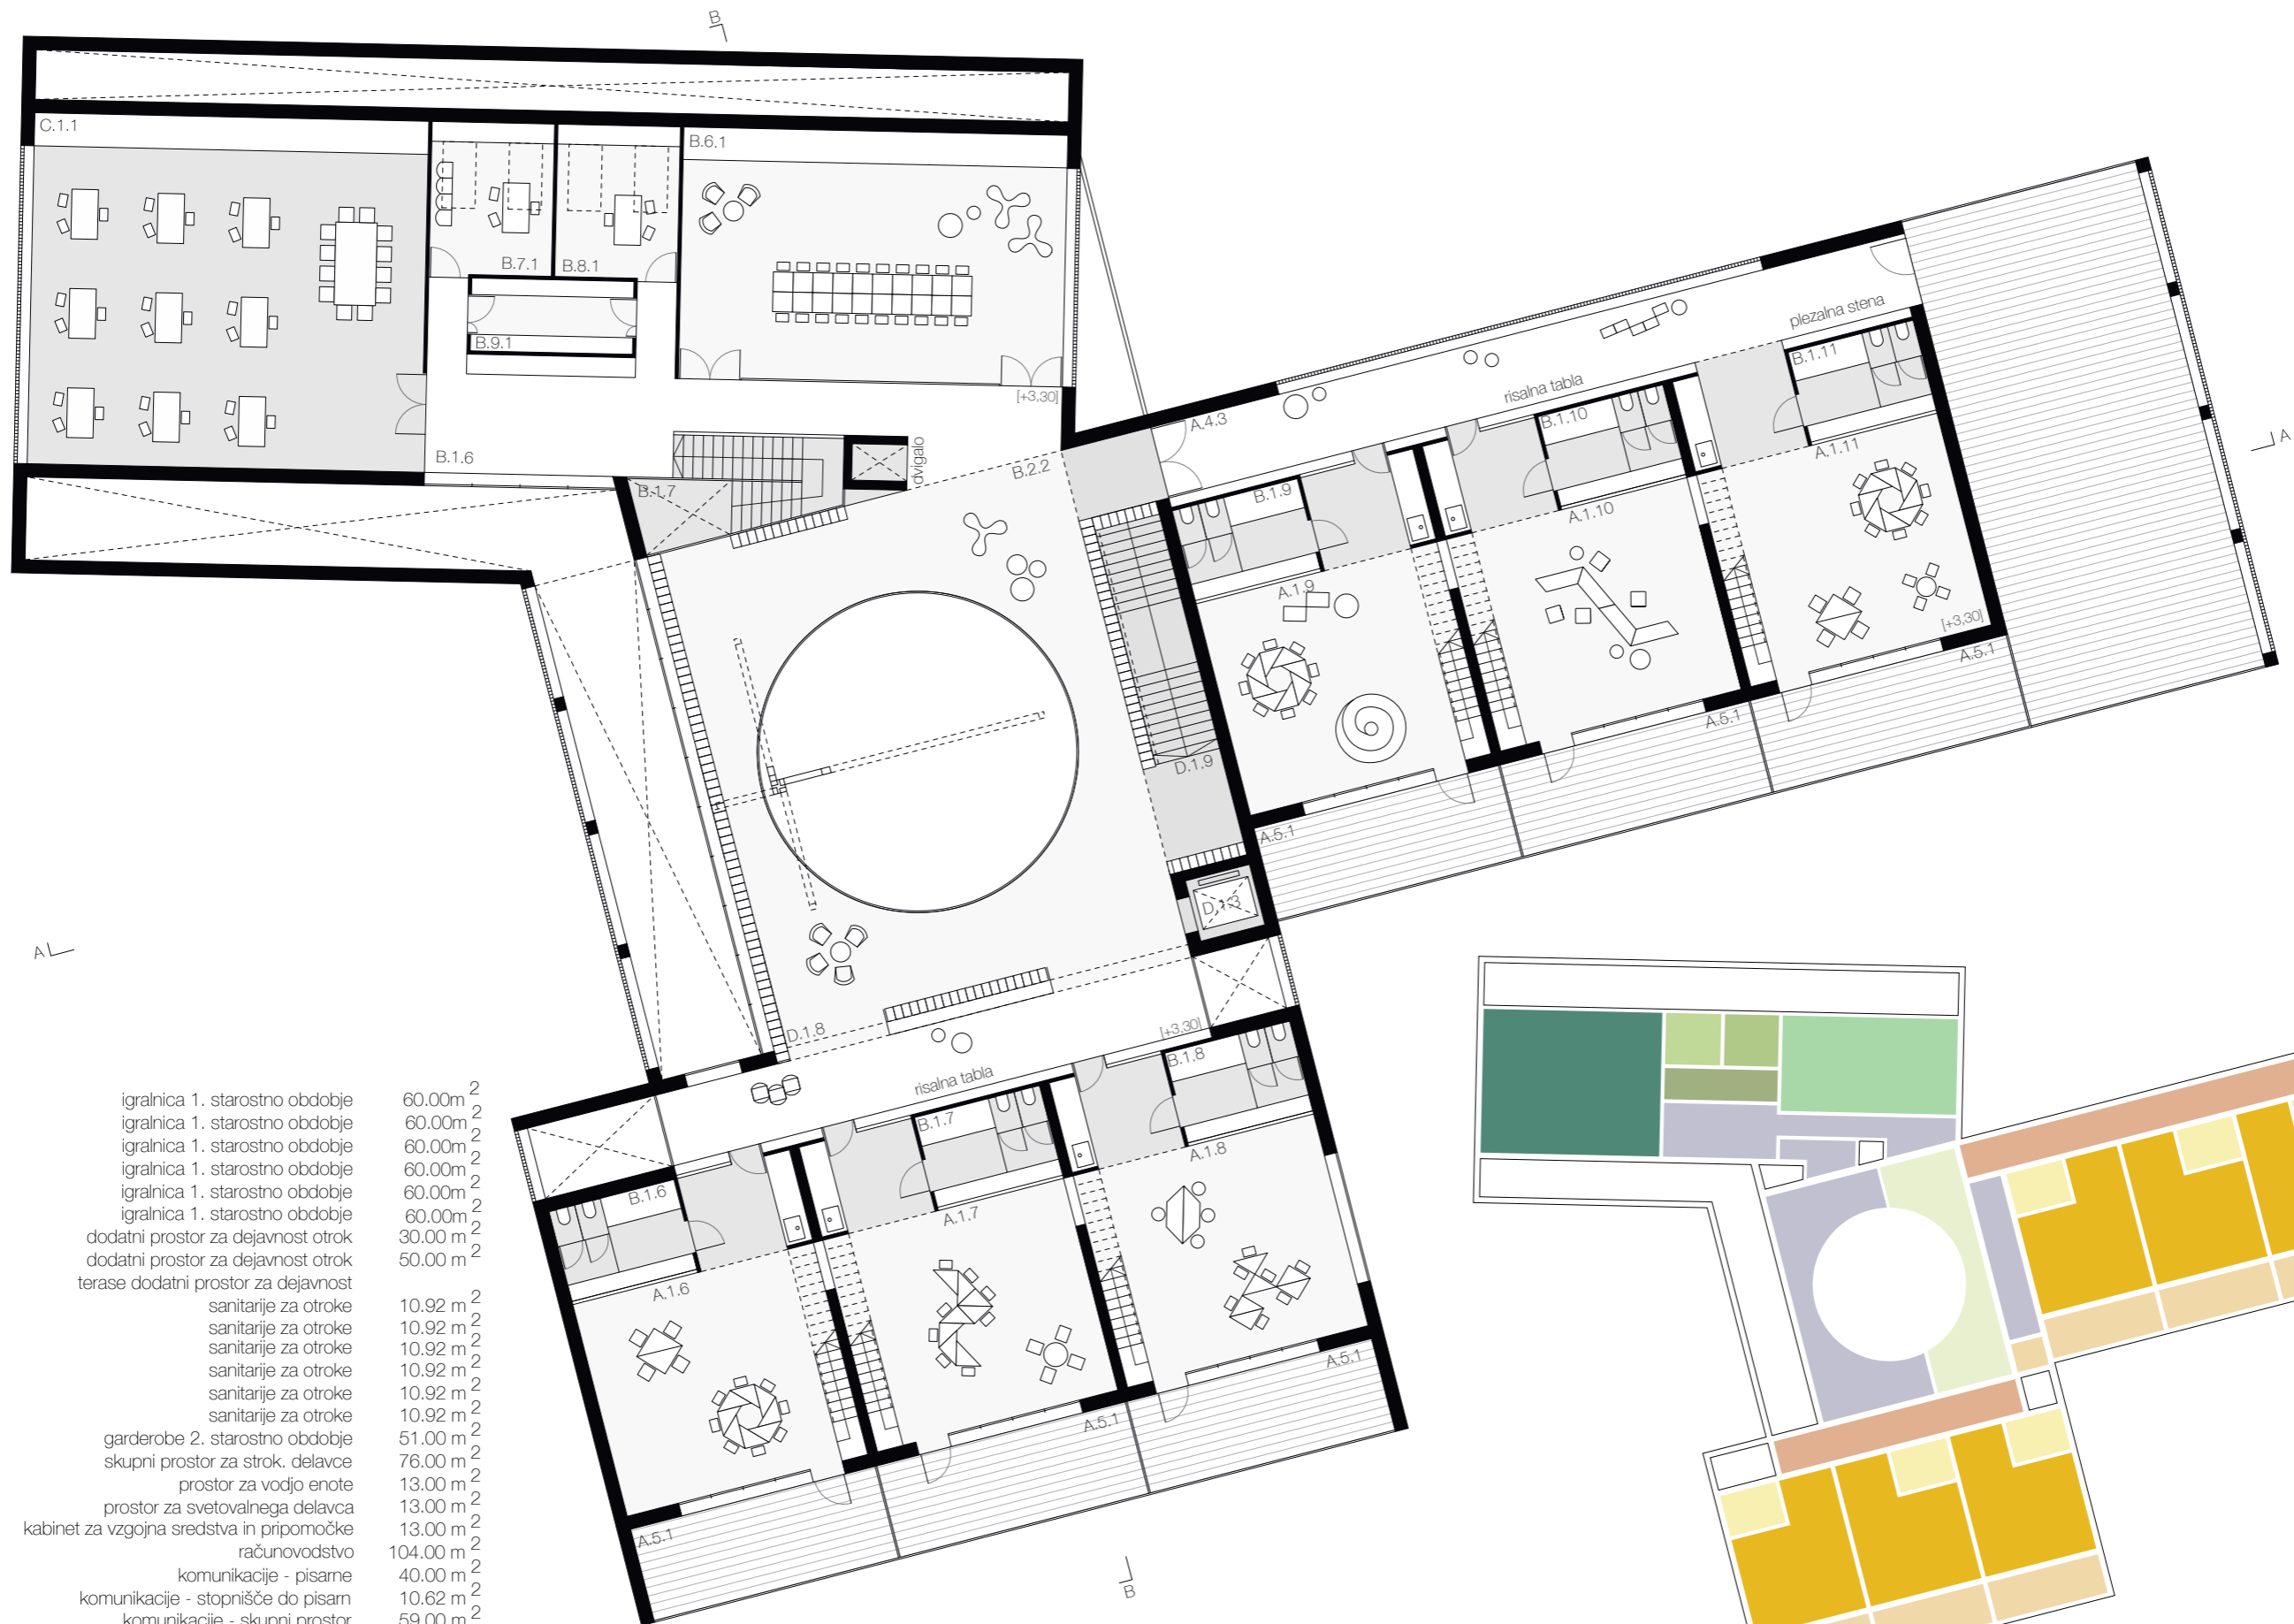 B
C.1.1
B.6.1
B.7.1
B.8.1
B.9.1
[+3,30]
B.1.6
B.1.7
dvigalo
B.2.2
A.4.3
plezalna stena
risalna tabla
B.1.11
B.1.10
B.1.9
A.1.11
A.1.10
A.1.9
A
[+3,30]
A.5.1
A.5.1
A.5.1
D.1.9
D.1.3
A
D.1.8
[+3,30]
risalna tabla
B.1.8
B.1.7
B.1.6
A.1.8
A.1.7
A.1.6
A.5.1
A.5.1
A.5.1
B
igralnica 1. starostno obdobje 60.00m 2
igralnica 1. starostno obdobje 60.00m 2
igralnica 1. starostno obdobje 60.00m 2
igralnica 1. starostno obdobje 60.00m 2
igralnica 1. starostno obdobje 60.00m 2
igralnica 1. starostno obdobje 60.00m 2
dodatni prostor za dejavnost otrok 30.00 m 2
dodatni prostor za dejavnost otrok 50.00 m 2
terase dodatni prostor za dejavnost
sanitarije za otroke 10.92 m 2
sanitarije za otroke 10.92 m 2
sanitarije za otroke 10.92 m 2
sanitarije za otroke 10.92 m 2
sanitarije za otroke 10.92 m 2
sanitarije za otroke 10.92 m 2
garderobe 2. starostno obdobje 51.00 m 2
skupni prostor za strok. delavce 76.00 m 2
prostor za vodjo enote 13.00 m 2
prostor za svetovalnega delavca 13.00 m 2
kabinet za vzgojna sredstva in pripomočke 13.00 m 2
računovodstvo 104.00 m 2
komunikacije - pisarne 40.00 m 2
komunikacije - stopnišče do pisarn 10.62 m 2
komunikacije - skupni prostor 59.00 m 2